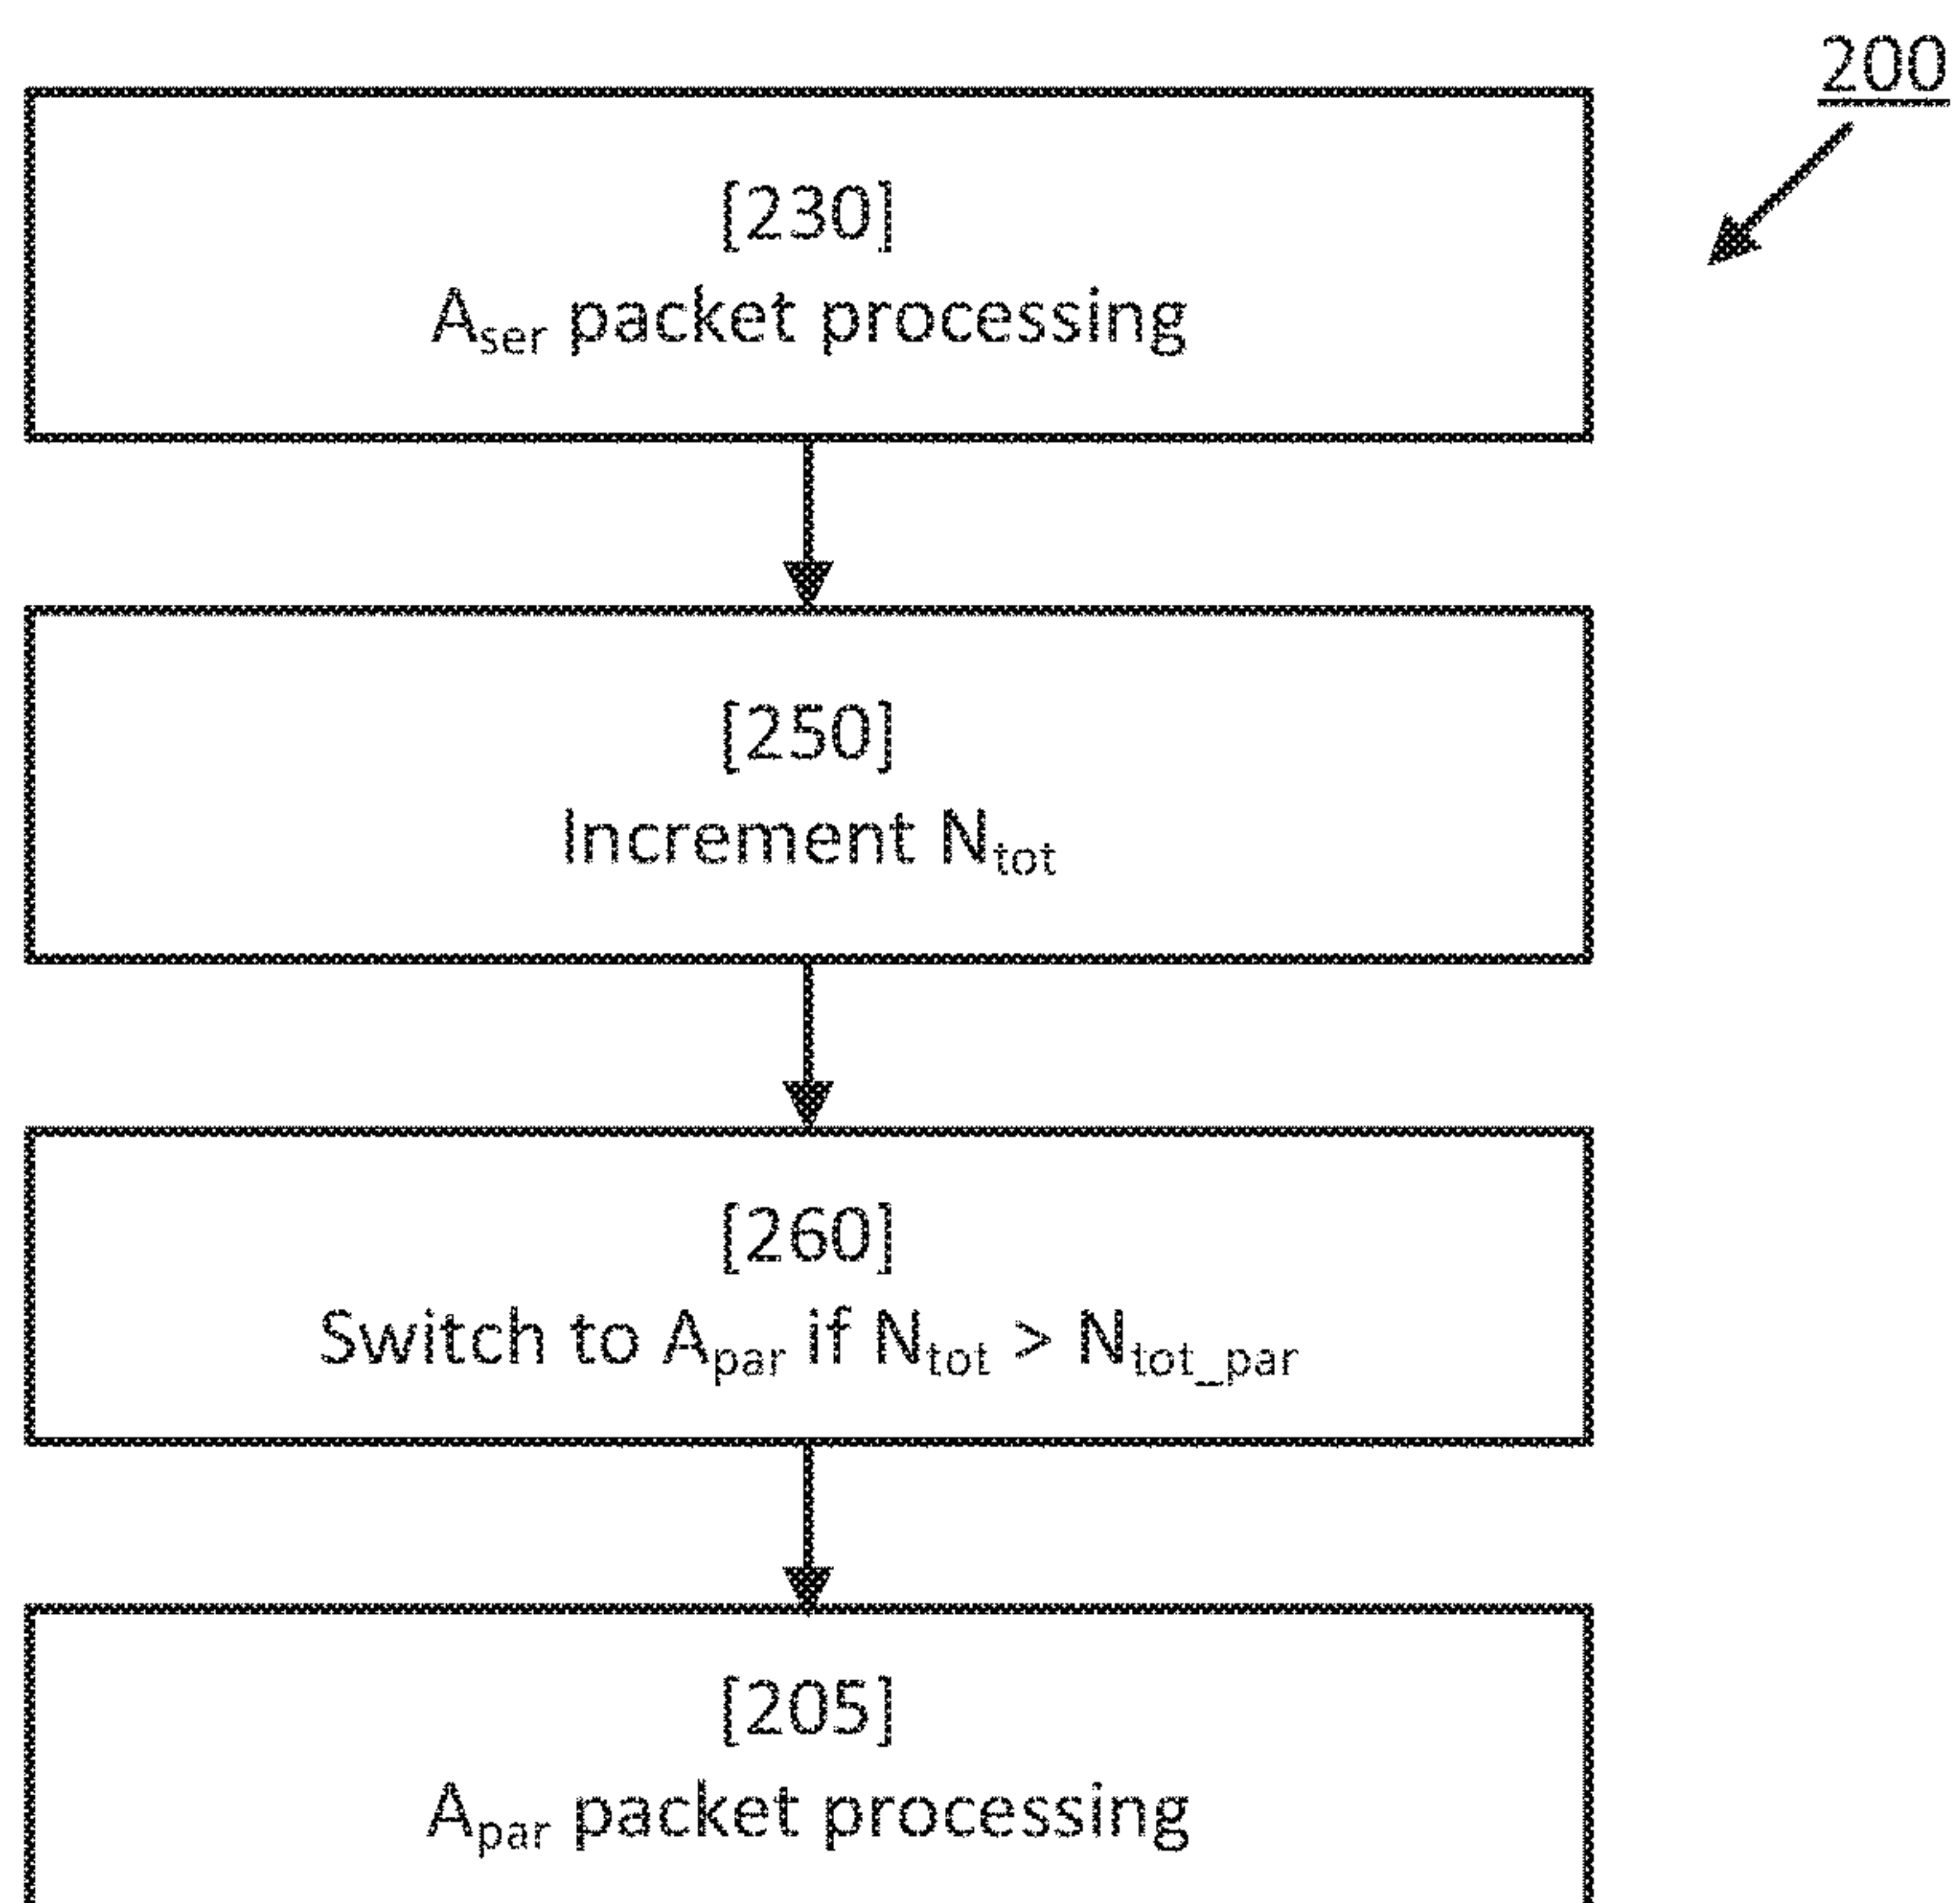 200
[230]
Aser packet processing
[250]
Increment Ntot
[260]
Switch to Apar if Ntot > Ntot_par
[205]
Apar packet processing